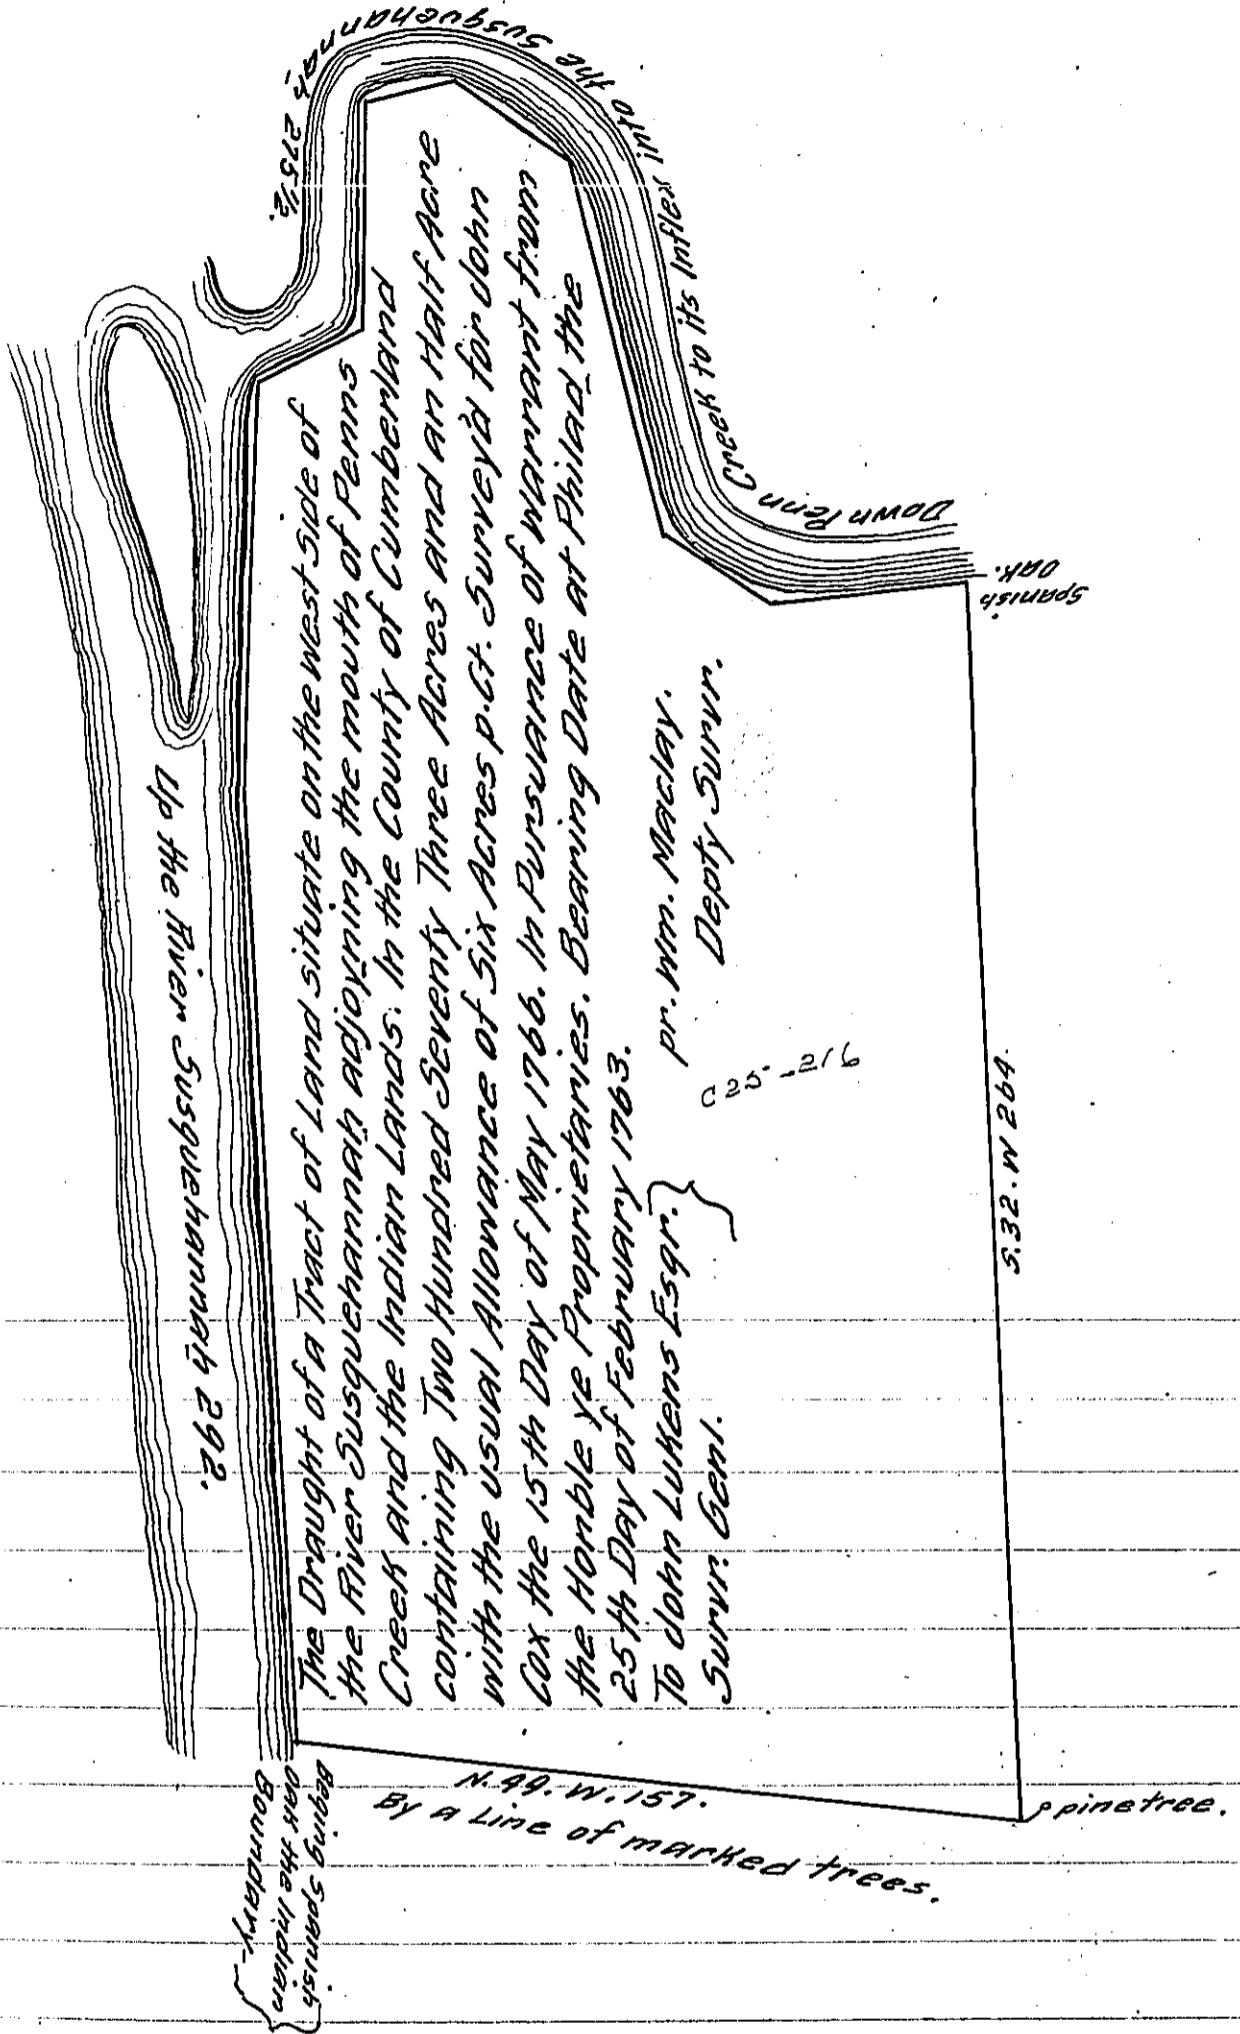 The Draught of a Tract of Land situate on the west Side of
the River Susquehannah adjoyning the mouth of Penns
Creek and the Indian Lands: In the County of Cumberland
containing Two Hundred Seventy Three Acres and an Half Acre
with the usual Allowance of Six Acres p.Ct. Survey'd for John
Cox the 15th Day of May 1766. In Pursuance of Warrant from
the Honble ye Proprietaries. Bearing Date at Philad the
25th Day of February 1763.
pr. Wm. Maclay.
Depty Survr.
To John Lukens Esqr.
Survr. Genl.
C25-216
Up the River Susquehannah 292.
Down Penn Creek to its Inflex into the Susquehannah 275 1/2.
Spanish
Oak.
S.32.W 264.
pine tree.
N.49.W.157.
By a Line of marked trees.
Begining Spanish
Oak the Indian
Boundary-